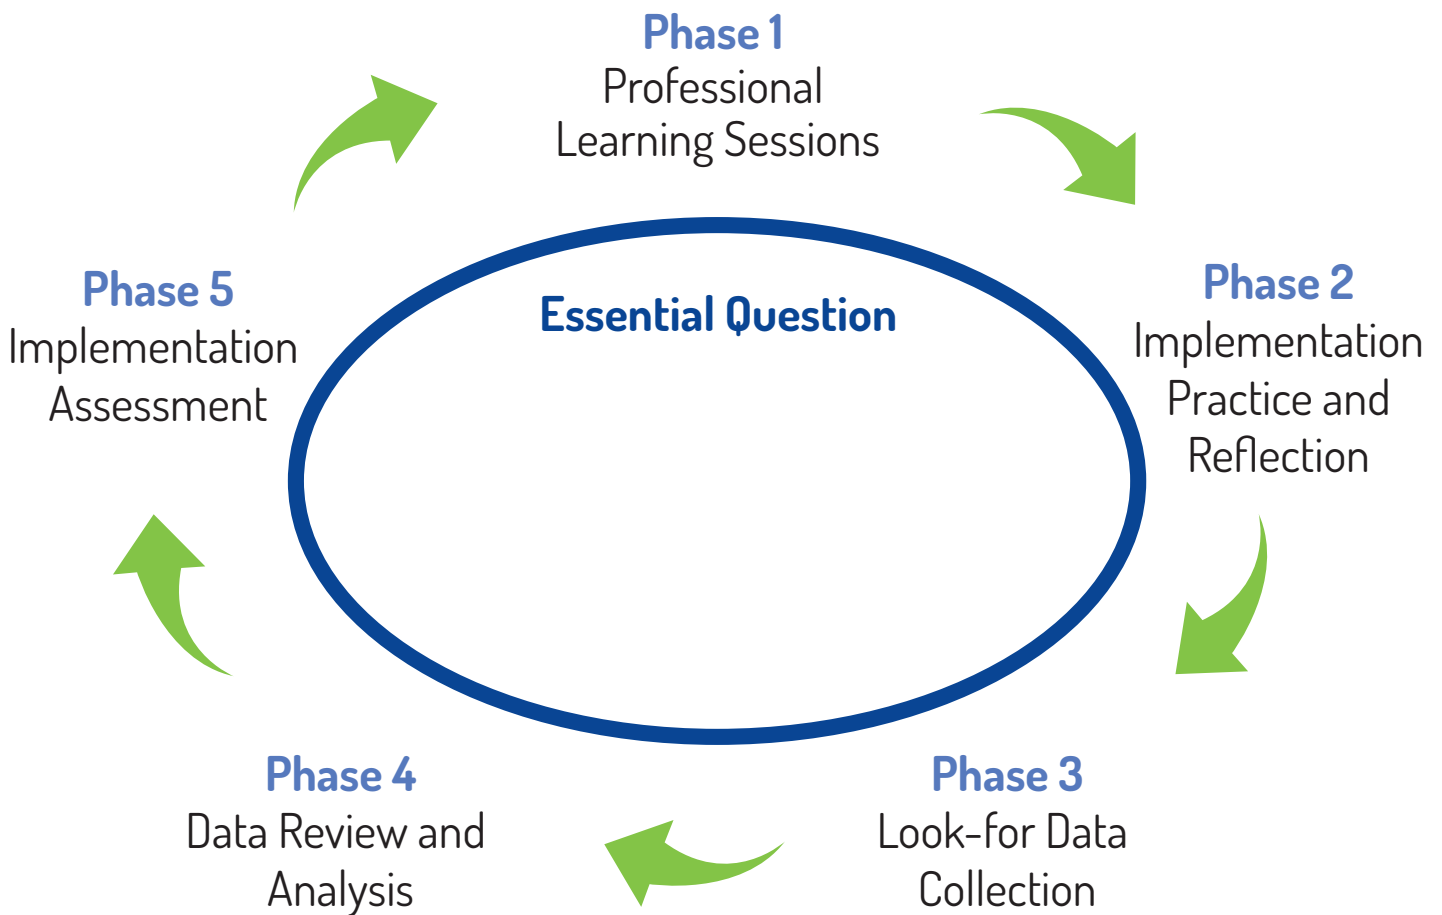 Phase 1
Professional
Learning Sessions
Phase 2
Implementation
Practice and
Reflection
Phase 3
Look-for Data
Collection
Phase 4
Data Review and
Analysis
Phase 5
Implementation
Assessment
Essential Question